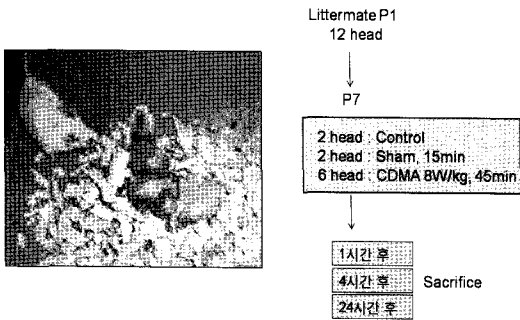 Littermate P1
12 head
P7
2 head : Control
2 head : Sham, 15min
6 head : CDMA 8W/kg, 45min
1시간 후
4시간 후
Sacrifice
24시간 후